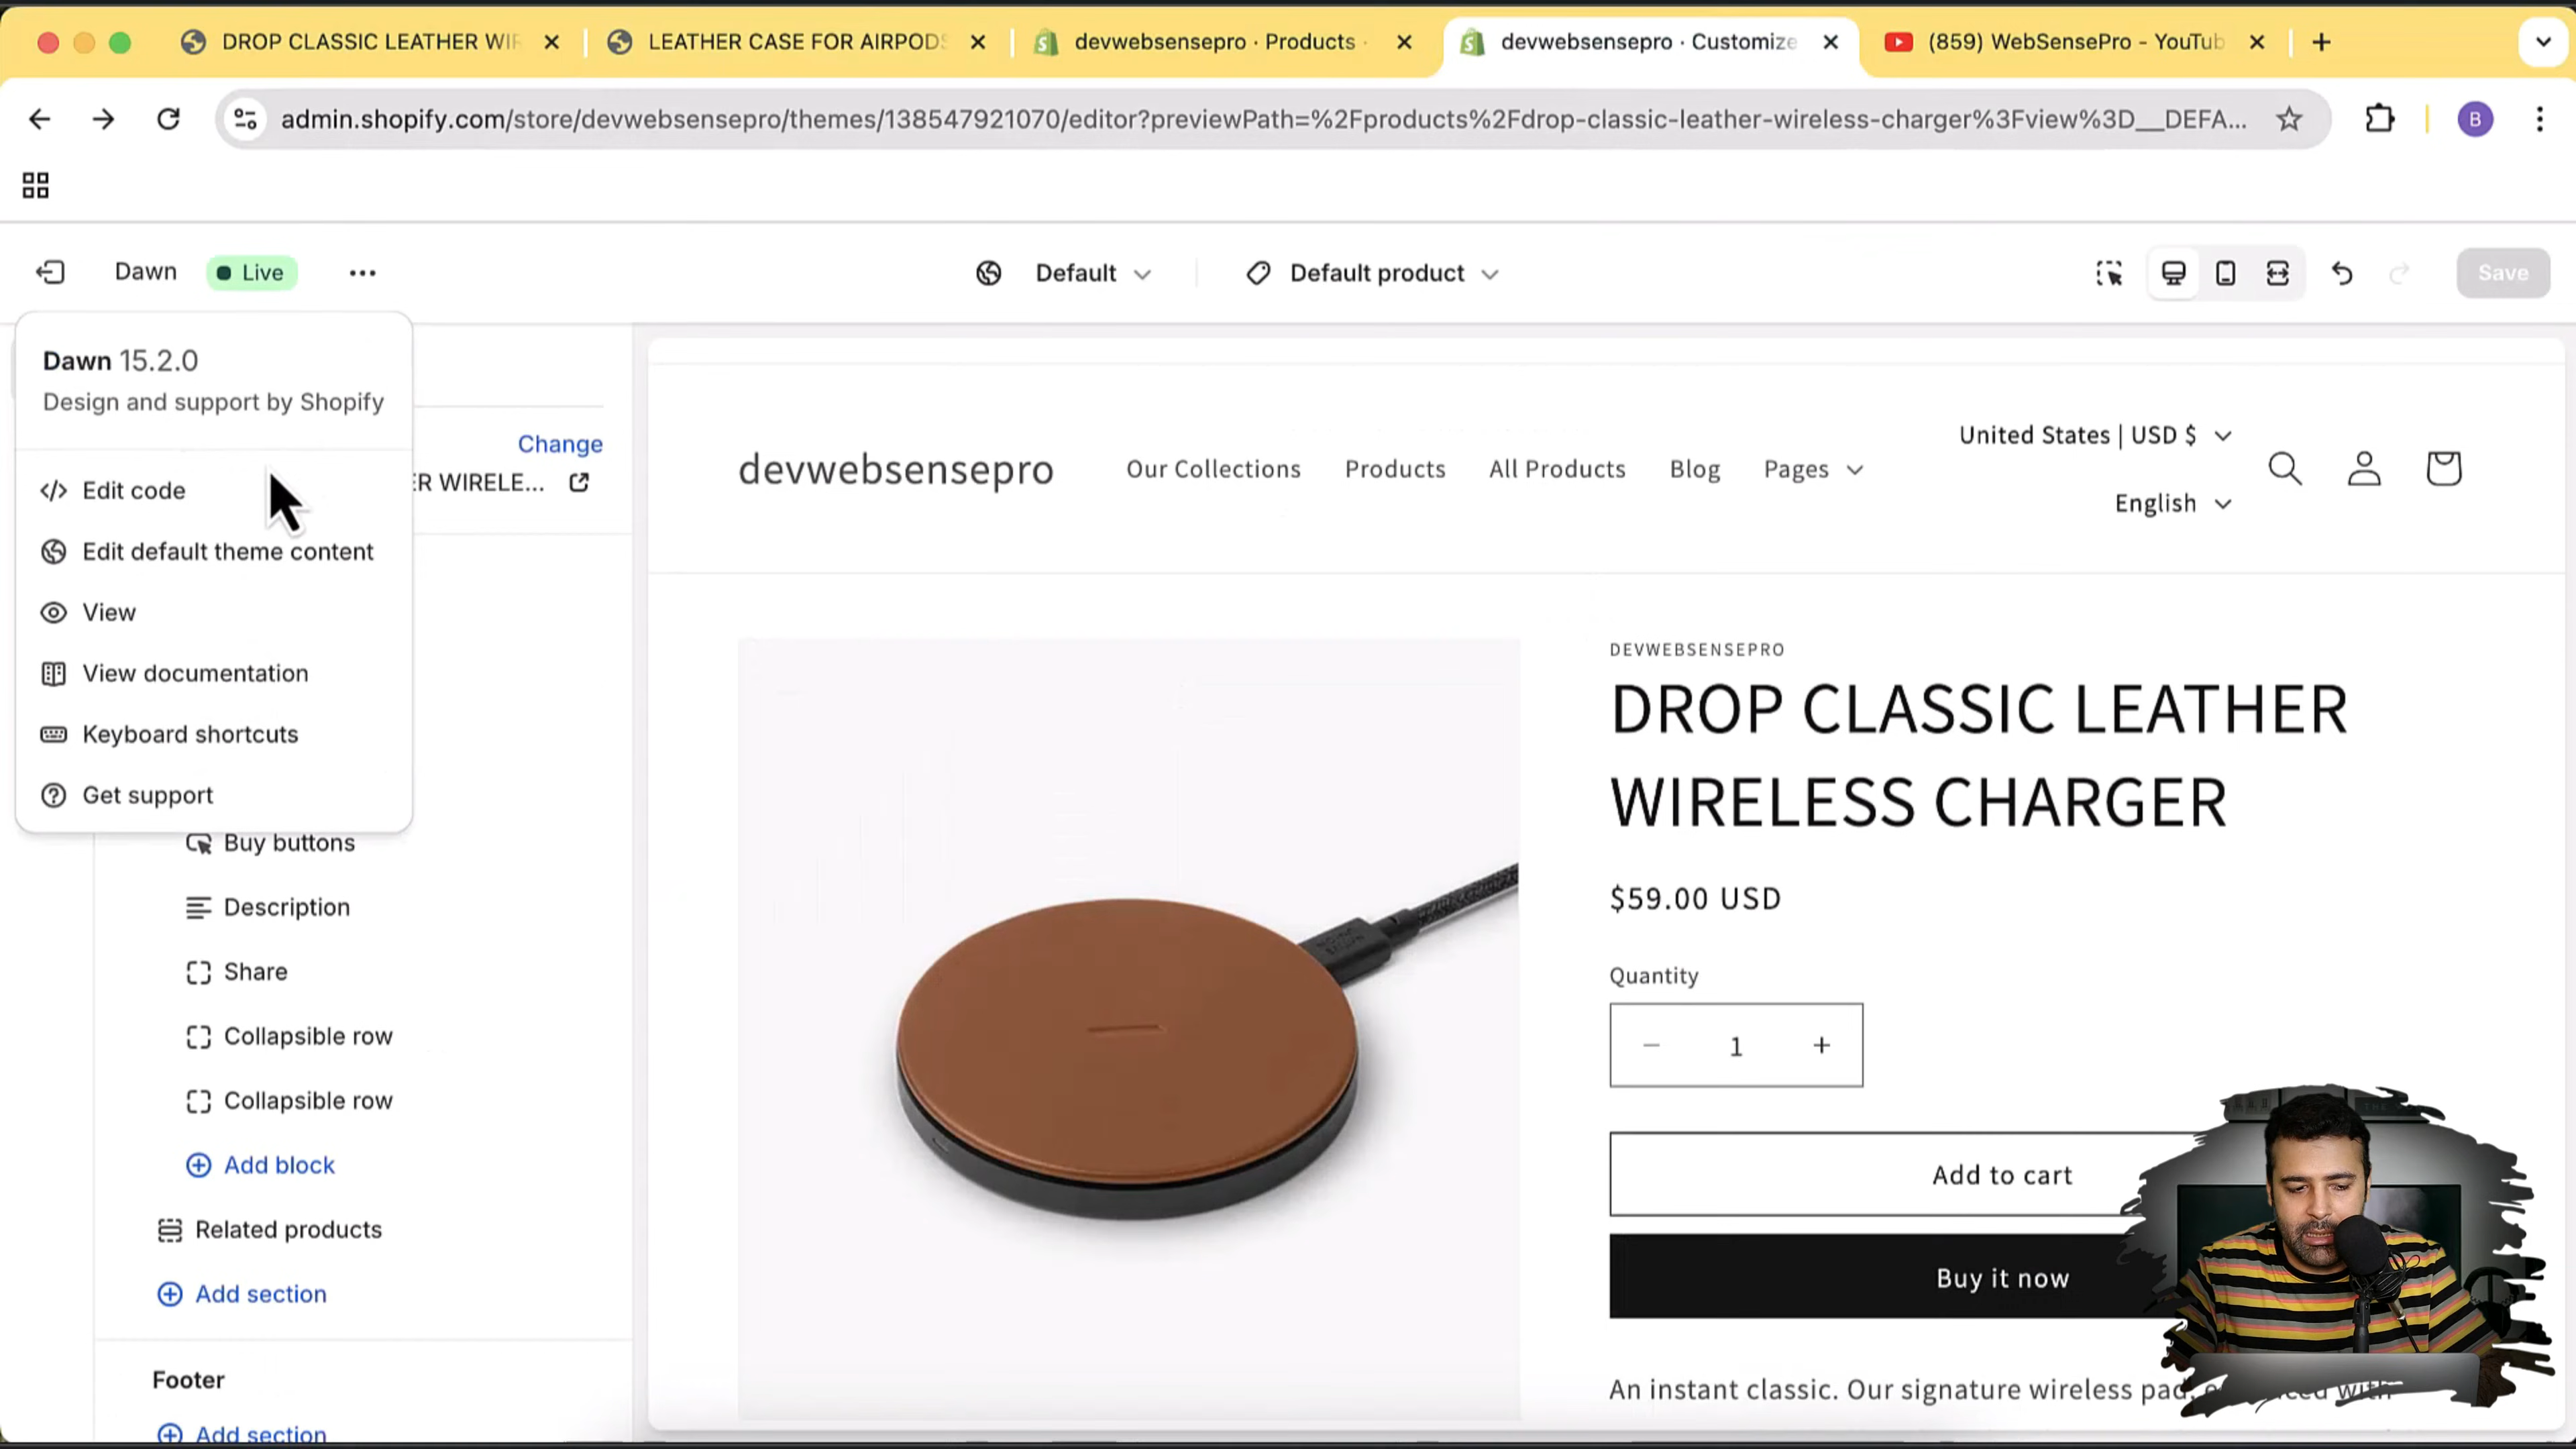 DROP CLASSIC LEATHER WIR
LEATHER CASE FOR AIRPODS
devwebsensepro · Products ·
devwebsensepro · Customize
(859) WebSensePro - YouTub
admin.shopify.com/store/devwebsensepro/themes/138547921070/editor?previewPath=%2Fproducts%2Fdrop-classic-leather-wireless-charger%3Fview%3D__DEFA...
B
Dawn
Live
Default
Default product
Save
Dawn 15.2.0
Design and support by Shopify
Edit code
Edit default theme content
View
View documentation
Keyboard shortcuts
Get support
Change
ER WIRELE...
Buy buttons
Description
Share
Collapsible row
Collapsible row
Add block
Related products
Add section
Footer
Add section
devwebsensepro
Our Collections
Products
All Products
Blog
Pages
United States | USD $
English
DEVWEBSENSEPRO
DROP CLASSIC LEATHER
WIRELESS CHARGER
$59.00 USD
Quantity
1
Add to cart
Buy it now
An instant classic. Our signature wireless pad, with